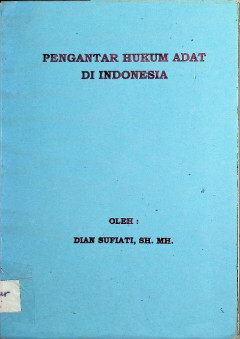 PENGANTAR HUKUM ADAT
DI INDONESIA
OLEH :
DIAN SUFIATI, SH. MH.